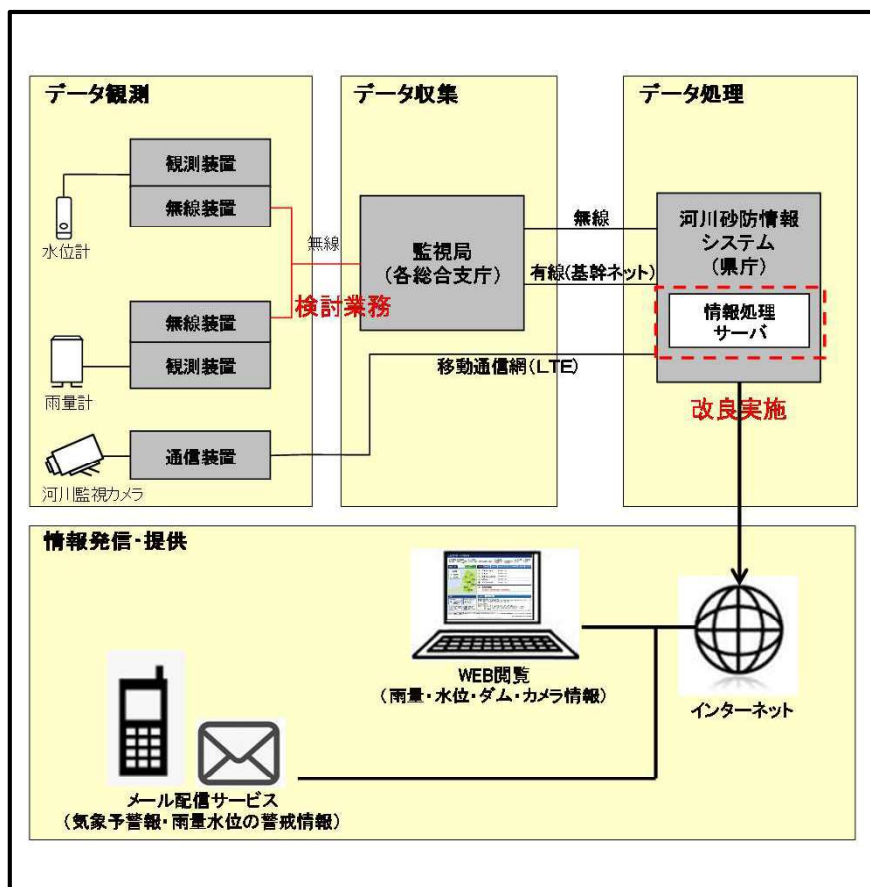 データ観測
データ収集
データ処理
観測装置
無線装置
水位計
無線
検討業務
無線装置
観測装置
雨量計
通信装置
河川監視カメラ
監視局
(各総合支庁)
無線
有線(基幹ネット)
移動通信網(LTE)
河川砂防情報
システム
(県庁)
情報処理
サーバ
改良実施
情報発信・提供
WEB閲覧
(雨量・水位・ダム・カメラ情報)
インターネット
メール配信サービス
(気象予警報・雨量水位の警戒情報)